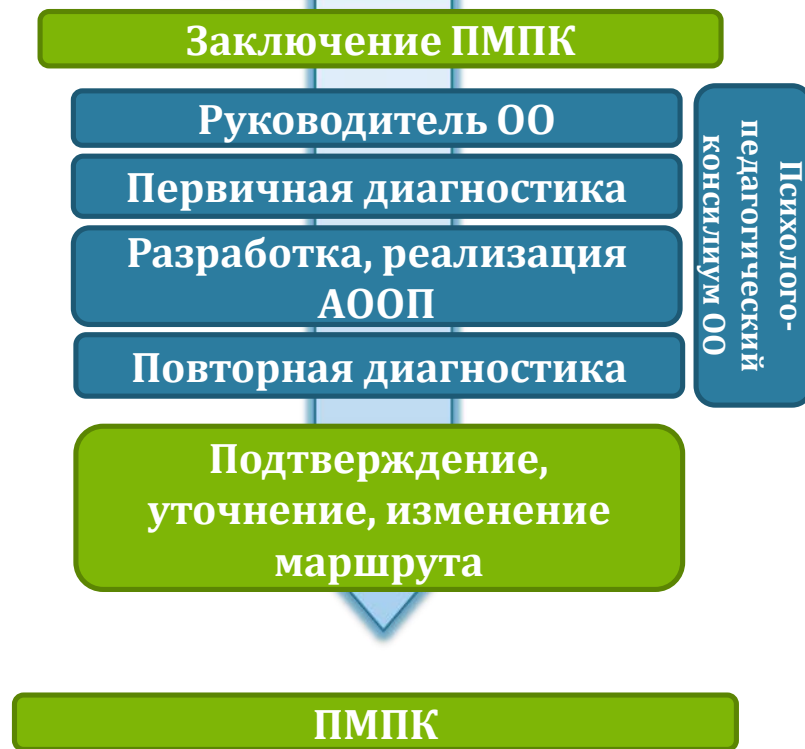 Заключение ПМПК
Руководитель ОО
Первичная диагностика
Разработка, реализация
АООП
Повторная диагностика
Психолого-
педагогический
консилиум ОО
Подтверждение,
уточнение, изменение
маршрута
ПМПК